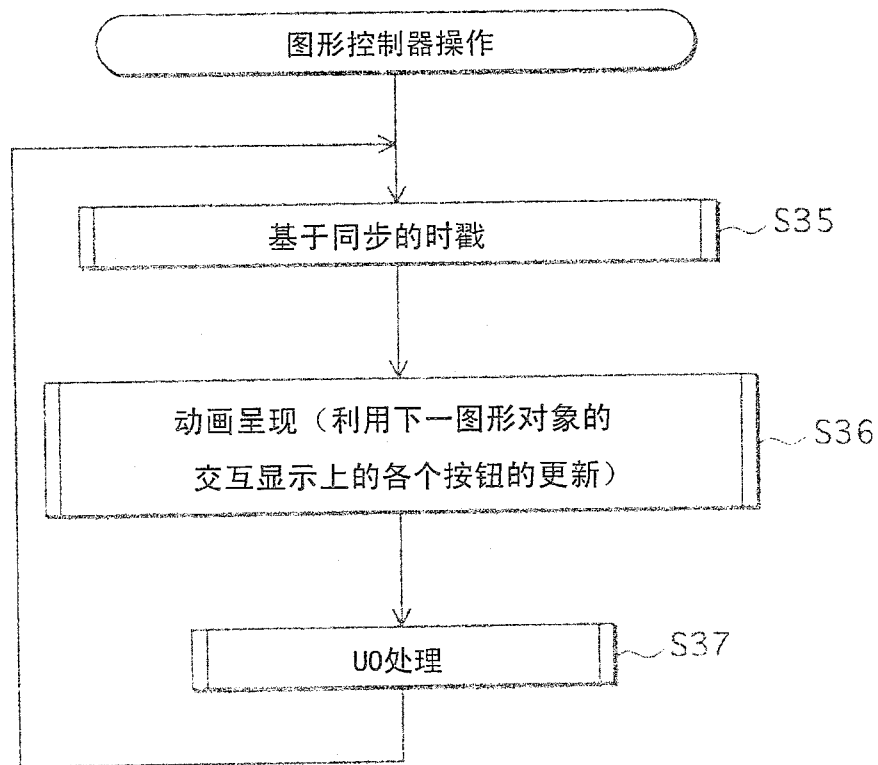 图形控制器操作
基于同步的时戳
S35
动画呈现（利用下一图形对象的
交互显示上的各个按钮的更新）
S36
UO处理
S37